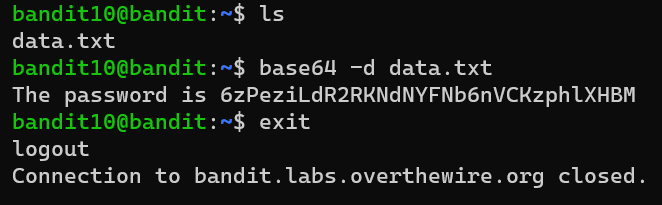 bandit10@bandit:~$ ls
data.txt
bandit10@bandit:~$ base64 -d data.txt
The password is 6zPeziLdR2RKNdNYFNb6nVCKzphlXHBM
bandit10@bandit:~$ exit
logout
Connection to bandit.labs.overthewire.org closed.